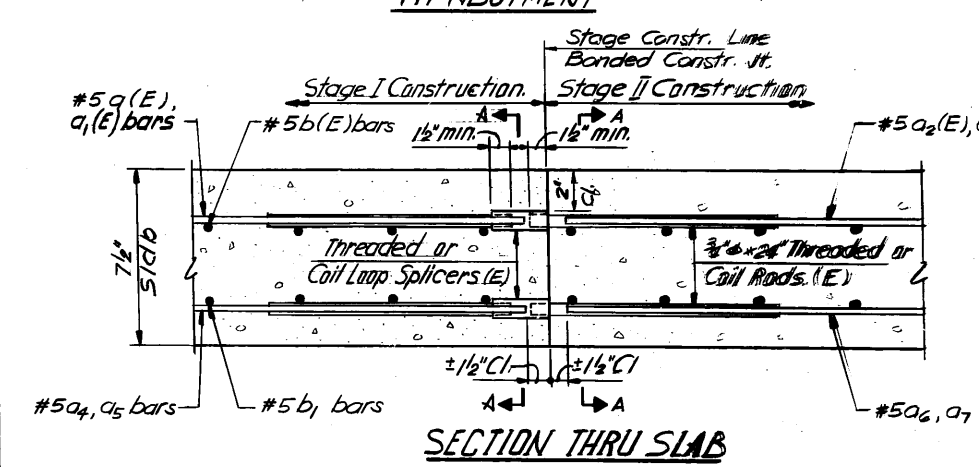 Stage Constr. Line
Bonded Constr. Jt.
Stage I Construction.
Stage II Construction
#5 a(E),
a1(E) bars
#5 b(E) bars
A
A
1½" min.
1½" min.
#5 a2(E),
2"
Cl.
7½"
Slab
Threaded or
Coil Loop Splicers (E)
¾"φ×24" Threaded or
Coil Rods (E)
±1½" Cl
±1½" Cl
A
A
#5 a4, a5 bars
#5 b1 bars
#5 a6, a7
SECTION THRU SLAB